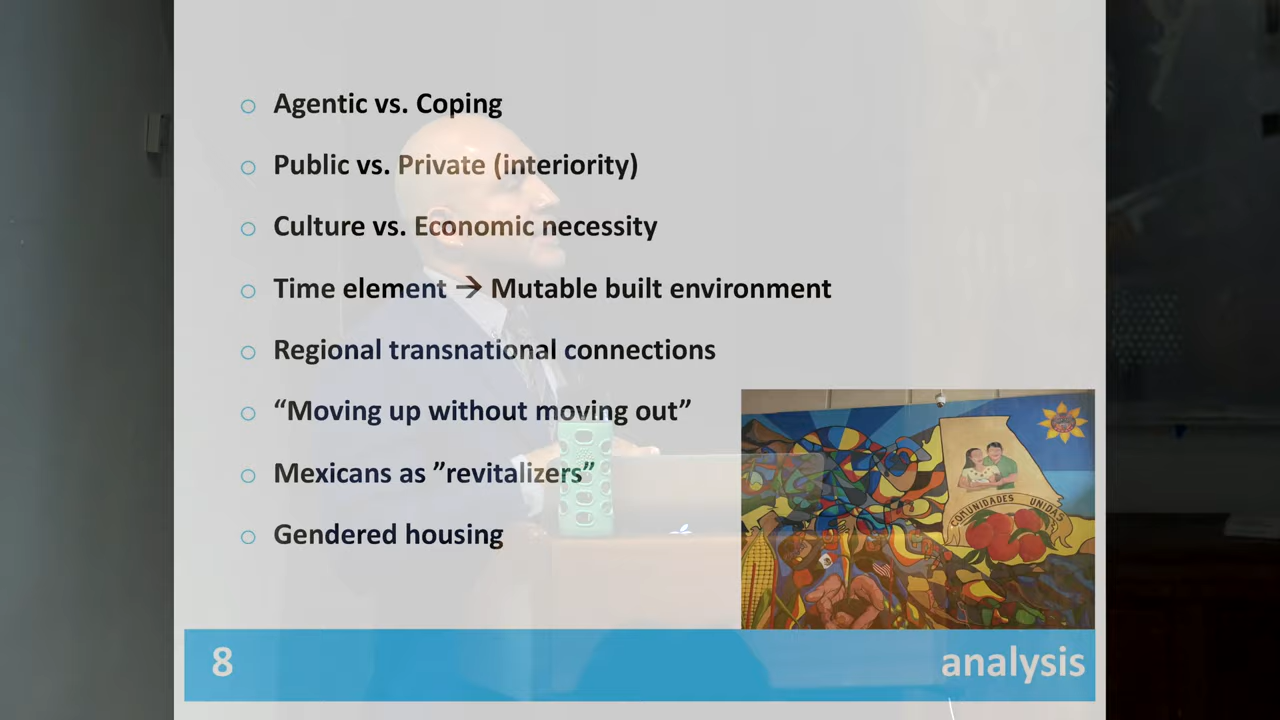 Agentic vs. Coping
Public vs. Private (interiority)
Culture vs. Economic necessity
Time element → Mutable built environment
Regional transnational connections
“Moving up without moving out”
Mexicans as ”revitalizers”
Gendered housing
COMUNIDADES UNIDAS
8
analysis